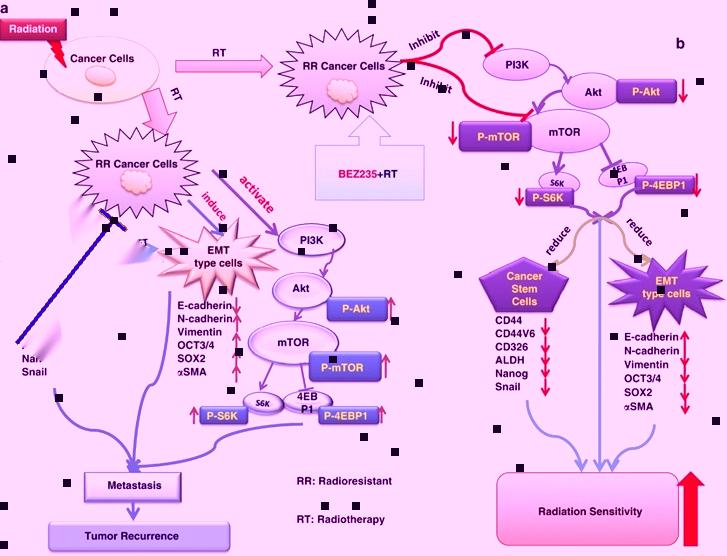 a
Radiation
Cancer Cells
RT
RT
RR Cancer Cells
Inhibit
Inhibit
b
PI3K
Akt
P-Akt
P-mTOR
mTOR
S6K
P-S6K
P1
P-4EBP1
BEZ235+RT
RR Cancer Cells
induce
activate
EMT
type cells
PI3K
Akt
P-Akt
mTOR
P-mTOR
S6K
4EB
P1
P-S6K
P-4EBP1
E-cadherin
N-cadherin
Vimentin
OCT3/4
SOX2
αSMA
Snail
reduce
reduce
Cancer
Stem
Cells
EMT
type cells
CD44
CD44V6
CD326
ALDH
Nanog
Snail
E-cadherin
N-cadherin
Vimentin
OCT3/4
SOX2
αSMA
Metastasis
Tumor Recurrence
RR: Radioresistant
RT: Radiotherapy
Radiation Sensitivity